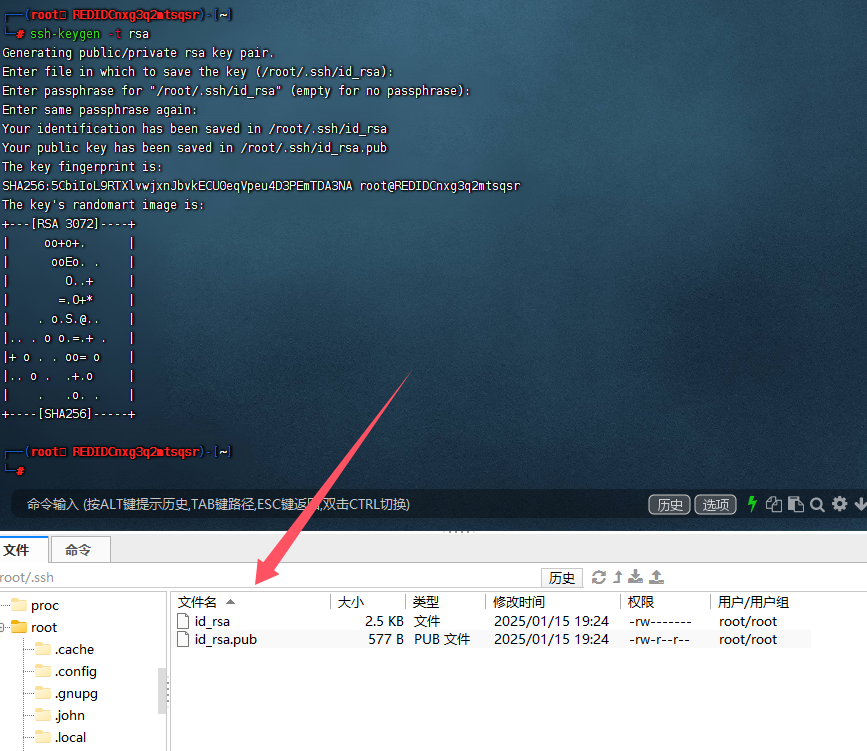 ┌──(root㉿ REDIDCnxg3q2mtsqsr)-[~]
└─# ssh-keygen -t rsa
Generating public/private rsa key pair.
Enter file in which to save the key (/root/.ssh/id_rsa):
Enter passphrase for "/root/.ssh/id_rsa" (empty for no passphrase):
Enter same passphrase again:
Your identification has been saved in /root/.ssh/id_rsa
Your public key has been saved in /root/.ssh/id_rsa.pub
The key fingerprint is:
SHA256:5CbiIoL9RTXlvwjxnJbvkECU0eqVpeu4D3PEmTDA3NA root@REDIDCnxg3q2mtsqsr
The key's randomart image is:
+---[RSA 3072]----+
|     oo+o+.      |
|      ooEo. .    |
|        O..+     |
|       =.O+*     |
|    . o.S.@..    |
|.. . o o.=.+ .   |
|+ o . . oo= o    |
|.. o .  .+.o     |
|    .   .o. .    |
+----[SHA256]-----+
┌──(root㉿ REDIDCnxg3q2mtsqsr)-[~]
└─#
命令输入 (按ALT键提示历史,TAB键路径,ESC键返回,双击CTRL切换) 历史 选项
文件 命令
root/.ssh 历史
文件名 大小 类型 修改时间 权限 用户/用户组
proc
root
.cache
.config
.gnupg
.john
.local
id_rsa 2.5 KB 文件 2025/01/15 19:24 -rw------- root/root
id_rsa.pub 577 B PUB 文件 2025/01/15 19:24 -rw-r--r-- root/root